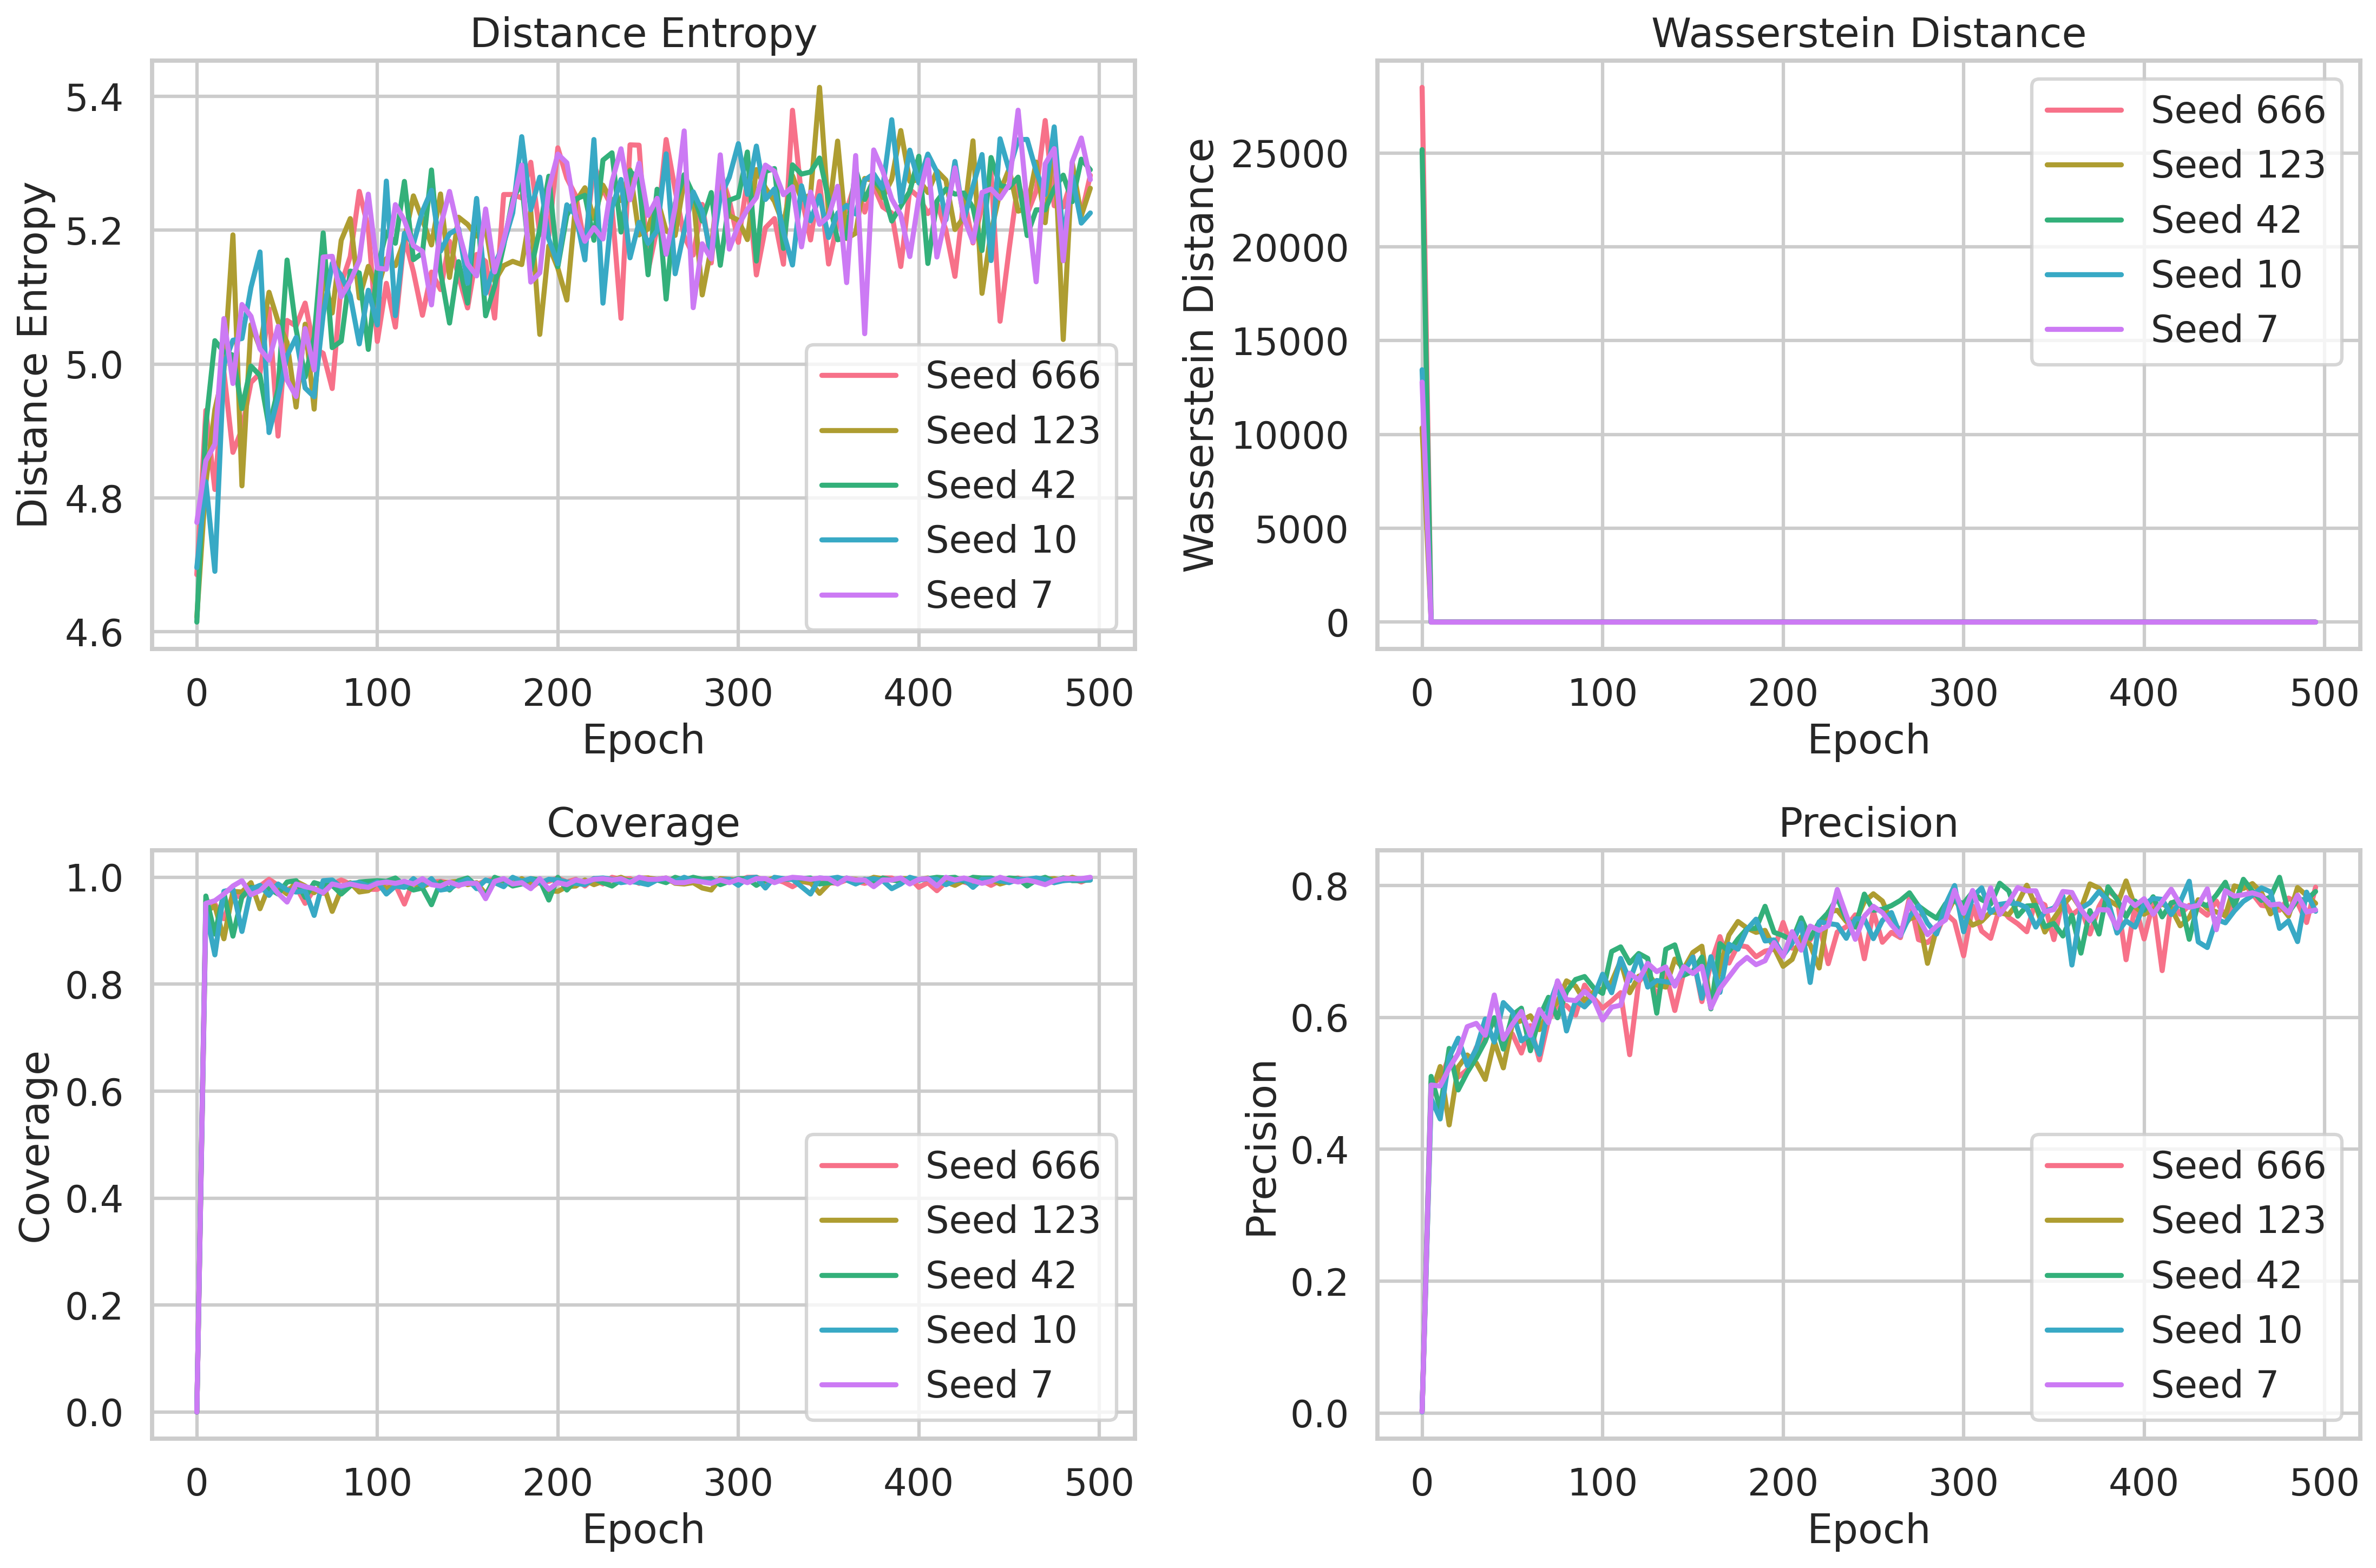 Distance Entropy
Distance Entropy
5.4
5.2
5.0
4.8
4.6
0 100 200 300 400 500
Epoch
Seed 666
Seed 123
Seed 42
Seed 10
Seed 7
Wasserstein Distance
Wasserstein Distance
25000
20000
15000
10000
5000
0
0 100 200 300 400 500
Epoch
Seed 666
Seed 123
Seed 42
Seed 10
Seed 7
Coverage
Coverage
1.0
0.8
0.6
0.4
0.2
0.0
0 100 200 300 400 500
Epoch
Seed 666
Seed 123
Seed 42
Seed 10
Seed 7
Precision
Precision
0.8
0.6
0.4
0.2
0.0
0 100 200 300 400 500
Epoch
Seed 666
Seed 123
Seed 42
Seed 10
Seed 7